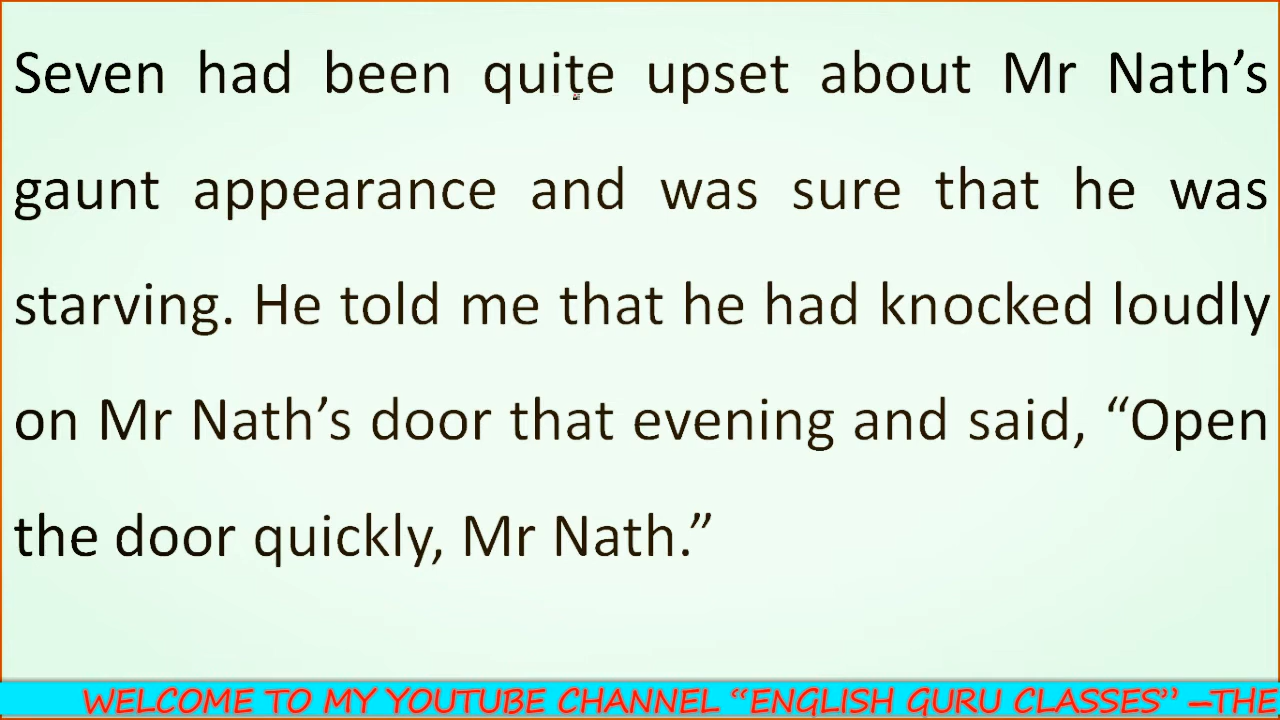 Seven had been quite upset about Mr Nath’s
gaunt appearance and was sure that he was
starving. He told me that he had knocked loudly
on Mr Nath’s door that evening and said, “Open
the door quickly, Mr Nath.”
WELCOME TO MY YOUTUBE CHANNEL “ENGLISH GURU CLASSES” –THE